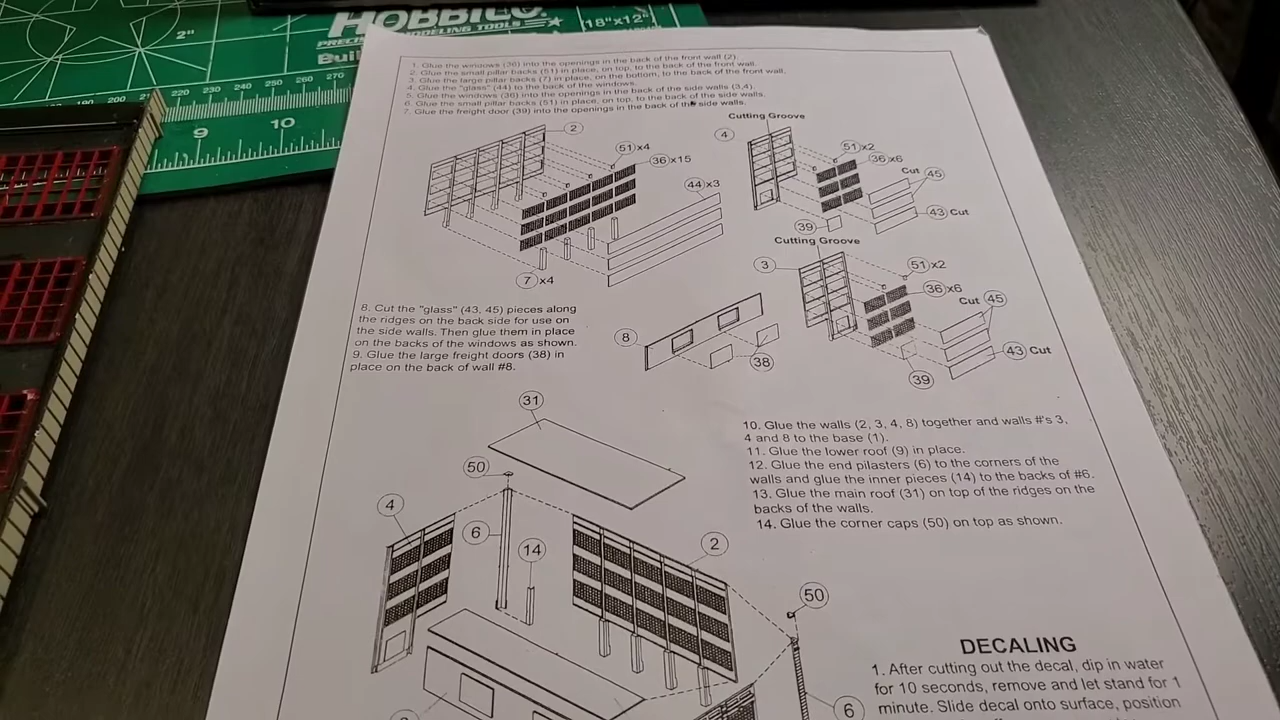 HOBBICO
PRECISION MODELING TOOLS
18"x12"
2"
Buil
270
260
250
240
230
220
210
200
190
9
10
1. Glue the windows (36) into the openings in the back of the front wall (2).
2. Glue the small pillar backs (51) in place, on top, to the back of the front wall.
3. Glue the large pillar backs (7) in place, on the bottom, to the back of the front wall.
4. Glue the "glass" (44) to the back of the windows.
5. Glue the windows (36) into the openings in the back of the side walls (3,4).
6. Glue the small pillar backs (51) in place, on top, to the back of the side walls.
7. Glue the freight door (39) into the openings in the back of the side walls.
2
51 x4
36 x15
44 x3
7 x4
Cutting Groove
4
51 x2
36 x6
Cut 45
43 Cut
39
Cutting Groove
3
51 x2
36 x6
Cut 45
43 Cut
39
8
38
8. Cut the "glass" (43, 45) pieces along
the ridges on the back side for use on
the side walls. Then glue them in place
on the backs of the windows as shown.
9. Glue the large freight doors (38) in
place on the back of wall #8.
10. Glue the walls (2, 3, 4, 8) together and walls #'s 3,
4 and 8 to the base (1).
11. Glue the lower roof (9) in place.
12. Glue the end pilasters (6) to the corners of the
walls and glue the inner pieces (14) to the backs of #6.
13. Glue the main roof (31) on top of the ridges on the
backs of the walls.
14. Glue the corner caps (50) on top as shown.
31
50
4
6
14
2
50
6
DECALING
1. After cutting out the decal, dip in water
for 10 seconds, remove and let stand for 1
minute. Slide decal onto surface, position